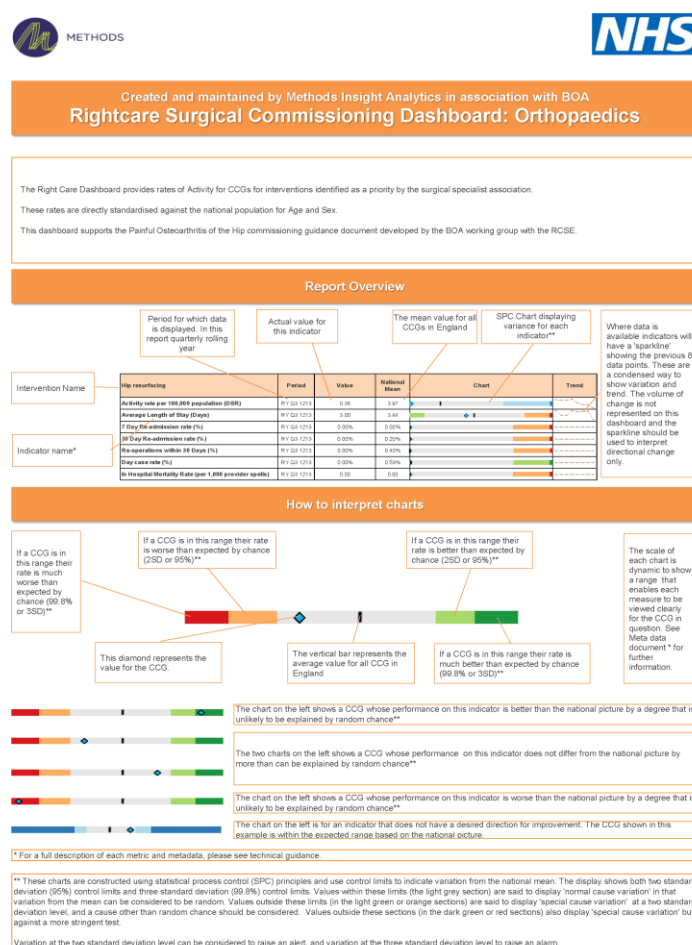 METHODS
NHS
Created and maintained by Methods Insight Analytics in association with BOA
Rightcare Surgical Commissioning Dashboard: Orthopaedics
The Right Care Dashboard provides rates of Activity for CCGs for interventions identified as a priority by the surgical specialist association.
These rates are directly standardised against the national population for Age and Sex.
This dashboard supports the Painful Osteoarthritis of the Hip commissioning guidance document developed by the BOA working group with the RCSE.
Report Overview
Period for which data
is displayed. In this
report quarterly rolling
year
Actual value for
this indicator
The mean value for all
CCGs in England
SPC Chart displaying
variance for each
indicator**
Where data is
available indicators will
have a 'sparkline'
showing the previous 8
data points. These are
a condensed way to
show variation and
trend. The volume of
change is not
represented on this
dashboard and the
sparkline should be
used to interpret
directional change
only.
Intervention Name
Indicator name*
Hip resurfacing Period Value National Mean Chart Trend
Activity rate per 100,000 population (DSR) RY Q3 1213 0.38 3.97
Average Length of Stay (Days) RY Q3 1213 3.00 3.44
7 Day Re-admission rate (%) RY Q3 1213 0.00% 0.00%
30 Day Re-admission rate (%) RY Q3 1213 0.00% 0.20%
Re-operations within 30 Days (%) RY Q3 1213 0.00% 0.40%
Day case rate (%) RY Q3 1213 0.00% 0.59%
In Hospital Mortality Rate (per 1,000 provider spells) RY Q3 1213 0.00 0.00
How to interpret charts
If a CCG is in
this range their
rate is much
worse than
expected by
chance (99.8%
or 3SD)**
If a CCG is in this range their rate
is worse than expected by chance
(2SD or 95%)**
If a CCG is in this range their
rate is better than expected by
chance (2SD or 95%)**
The scale of
each chart is
dynamic to show
a range that
enables each
measure to be
viewed clearly
for the CCG in
question. See
Meta data
document * for
further
information.
This diamond represents the
value for the CCG.
The vertical bar represents the
average value for all CCG in
England
If a CCG is in this range their rate is
much better than expected by chance
(99.8% or 3SD)**
The chart on the left shows a CCG whose performance on this indicator is better than the national picture by a degree that is
unlikely to be explained by random chance**
The two charts on the left shows a CCG whose performance on this indicator does not differ from the national picture by
more than can be explained by random chance**
The chart on the left shows a CCG whose performance on this indicator is worse than the national picture by a degree that is
unlikely to be explained by random chance**
The chart on the left is for an indicator that does not have a desired direction for improvement. The CCG shown in this
example is within the expected range based on the national picture.
* For a full description of each metric and metadata, please see technical guidance.
** These charts are constructed using statistical process control (SPC) principles and use control limits to indicate variation from the national mean. The display shows both two standard
deviation (95%) control limits and three standard deviation (99.8%) control limits. Values within these limits (the light grey section) are said to display 'normal cause variation' in that
variation from the mean can be considered to be random. Values outside these limits (in the light green or orange sections) are said to display 'special cause variation' at a two standard
deviation level, and a cause other than random chance should be considered. Values outside these sections (in the dark green or red sections) also display 'special cause variation' but
against a more stringent test.
Variation at the two standard deviation level can be considered to raise an alert, and variation at the three standard deviation level to raise an alarm.